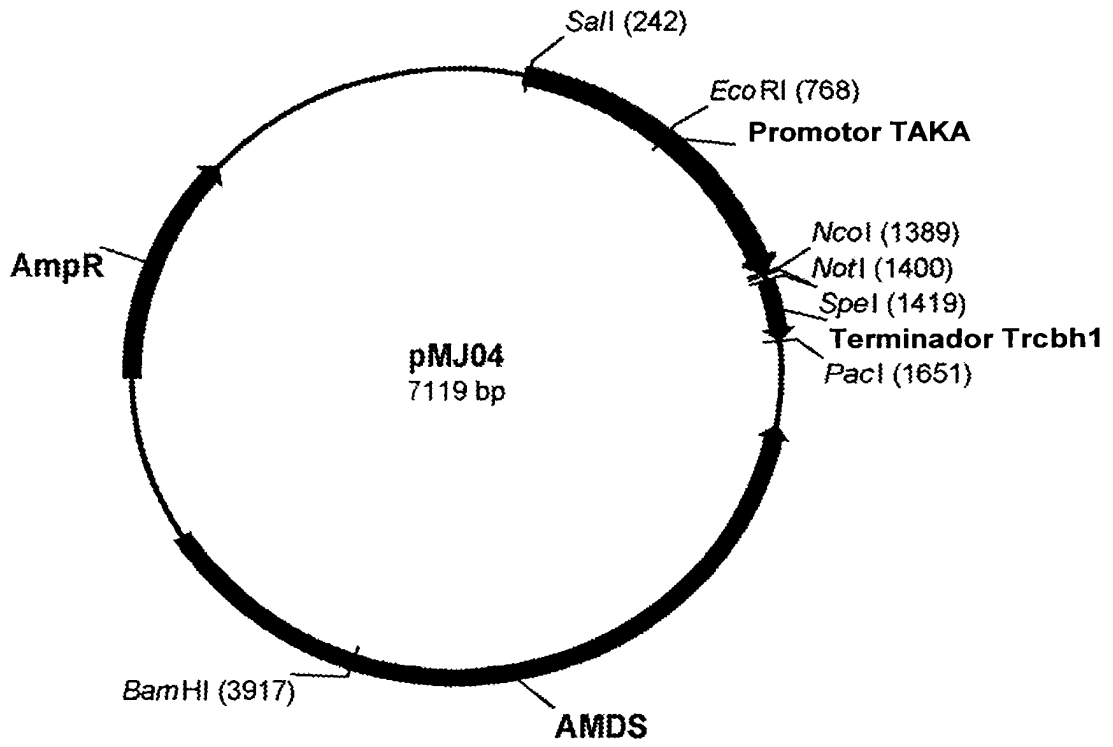 SalI (242)
EcoRI (768)
Promotor TAKA
NcoI (1389)
NotI (1400)
SpeI (1419)
Terminador Trcbh1
PacI (1651)
AmpR
pMJ04
7119 bp
BamHI (3917)
AMDS